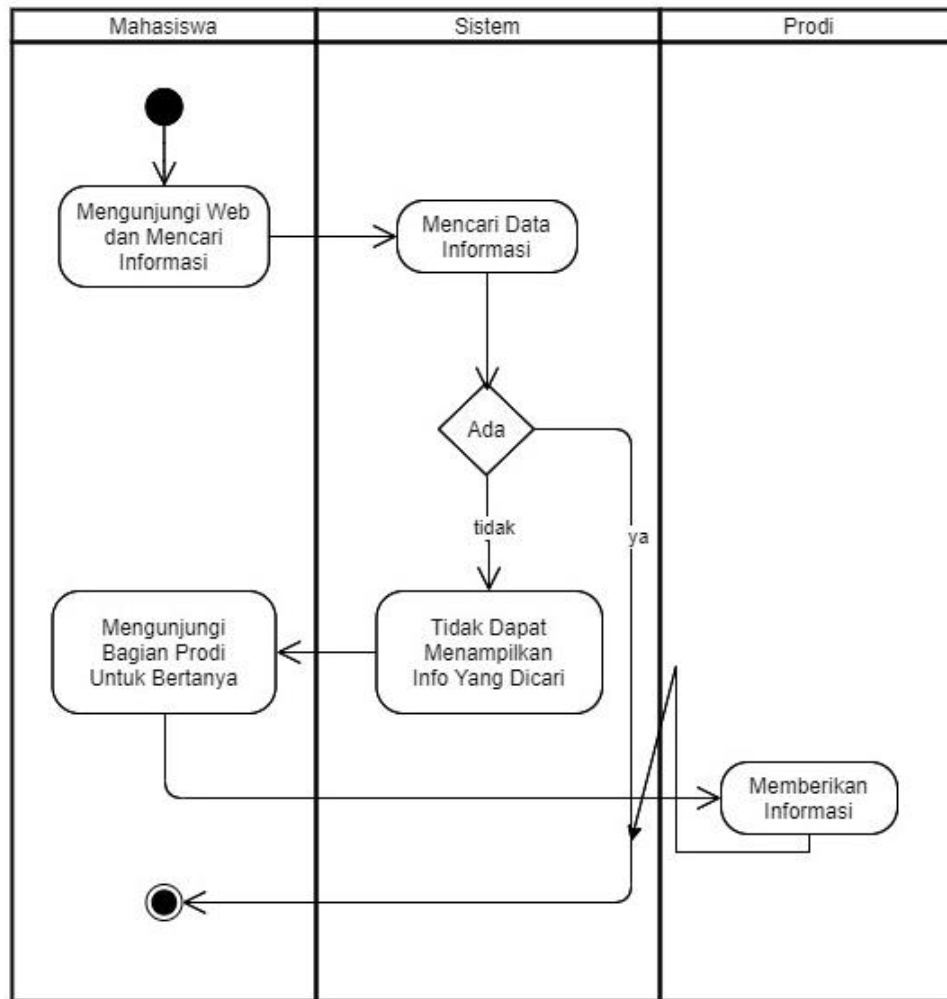 Mahasiswa
Sistem
Prodi
Mengunjungi Web
dan Mencari
Informasi
Mencari Data
Informasi
Ada
tidak
ya
Mengunjungi
Bagian Prodi
Untuk Bertanya
Tidak Dapat
Menampilkan
Info Yang Dicari
Memberikan
Informasi